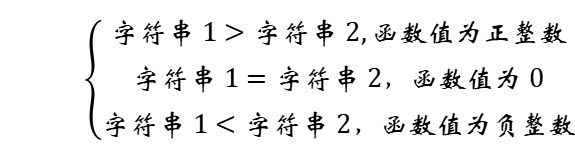 字符串 1 > 字符串 2,函数值为正整数
字符串 1 = 字符串 2，函数值为 0
字符串 1 < 字符串 2，函数值为负整数